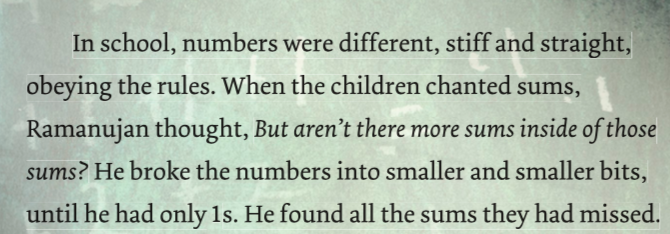 In school, numbers were different, stiff and straight,
obeying the rules. When the children chanted sums,
Ramanujan thought, But aren’t there more sums inside of those
sums? He broke the numbers into smaller and smaller bits,
until he had only 1s. He found all the sums they had missed.